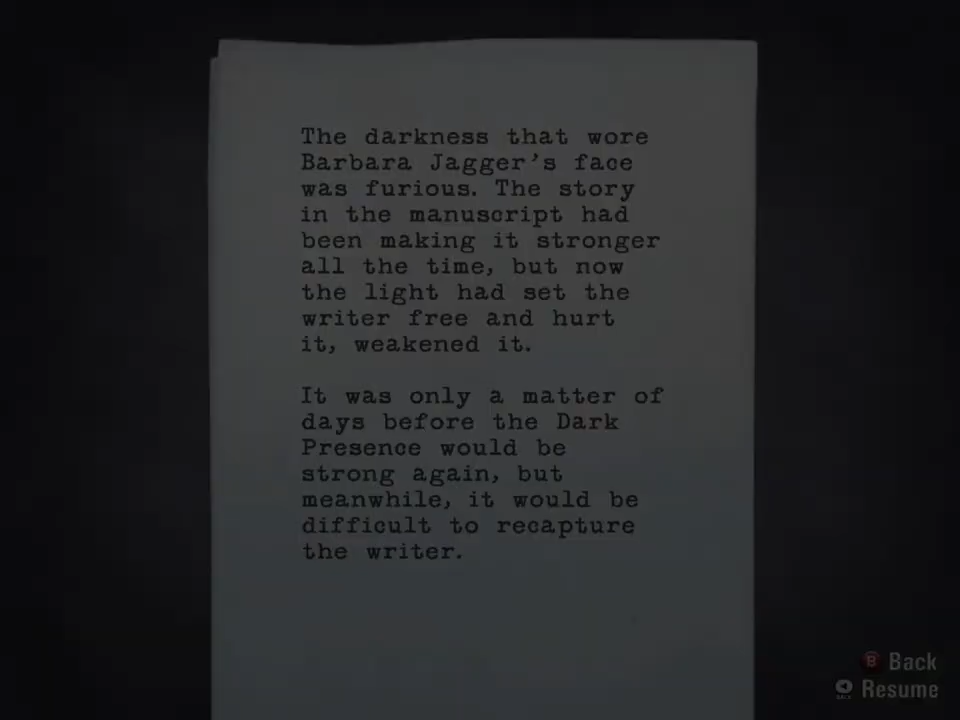 The darkness that wore
Barbara Jagger's face
was furious. The story
in the manuscript had
been making it stronger
all the time, but now
the light had set the
writer free and hurt
it, weakened it.
It was only a matter of
days before the Dark
Presence would be
strong again, but
meanwhile, it would be
difficult to recapture
the writer.
B Back
Resume